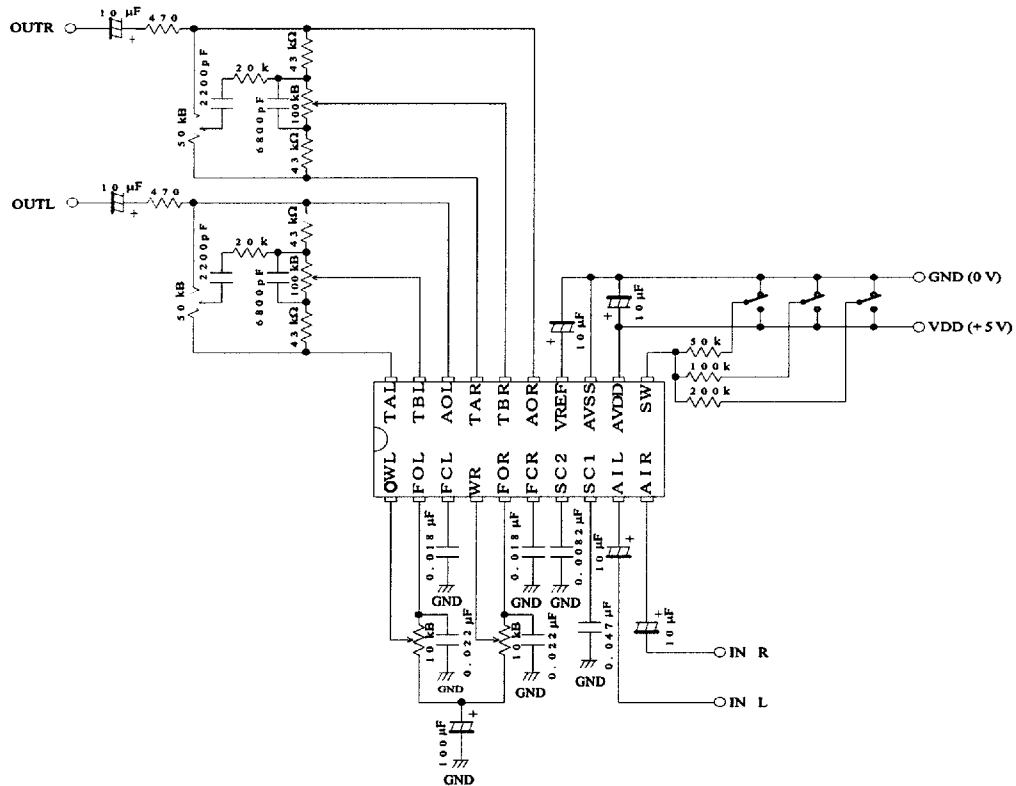 OUTR
10 µF
+
470
43 kΩ
20 k
2200pF
6800pF
100kB
50 kB
43 kΩ
OUTL
10 µF
+
470
43 kΩ
20 k
2200pF
6800pF
100kB
50 kB
43 kΩ
GND (0 V)
VDD (+5 V)
+
10 µF
+
10 µF
50k
100k
200k
TAL
TBL
AOL
TAR
TBR
AOR
VREF
AVSS
AVDD
SW
OWL
FOL
FCL
WR
FOR
FCR
SC2
SC1
AIL
AIR
0.018 µF
GND
0.018 µF
GND
0.0082 µF
GND
10 µF
+
0.047 µF
GND
+
10 µF
10 kB
0.022 µF
GND
10 kB
0.022 µF
GND
IN R
IN L
100 µF
+
GND